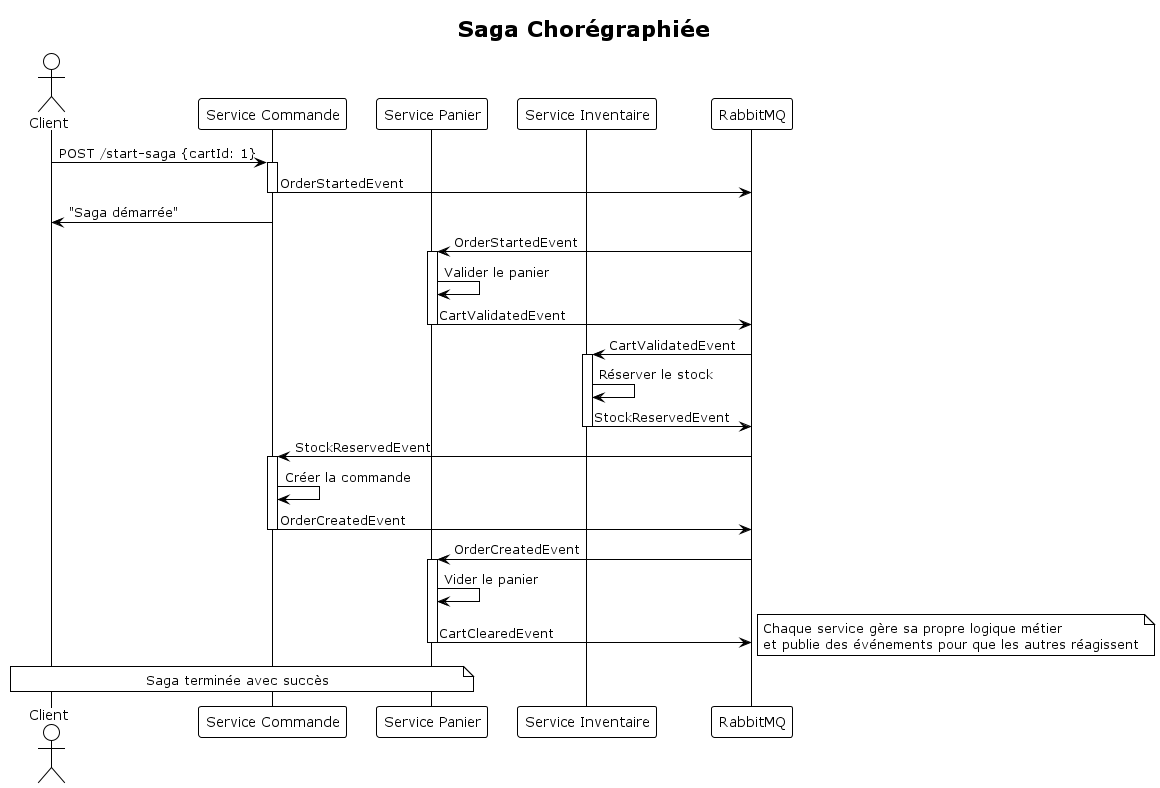 Saga Chorégraphiée
Client
Service Commande
Service Panier
Service Inventaire
RabbitMQ
POST /start-saga {cartId: 1}
OrderStartedEvent
"Saga démarrée"
OrderStartedEvent
Valider le panier
CartValidatedEvent
CartValidatedEvent
Réserver le stock
StockReservedEvent
StockReservedEvent
Créer la commande
OrderCreatedEvent
OrderCreatedEvent
Vider le panier
CartClearedEvent
Chaque service gère sa propre logique métier
et publie des événements pour que les autres réagissent
Saga terminée avec succès
Client
Service Commande
Service Panier
Service Inventaire
RabbitMQ